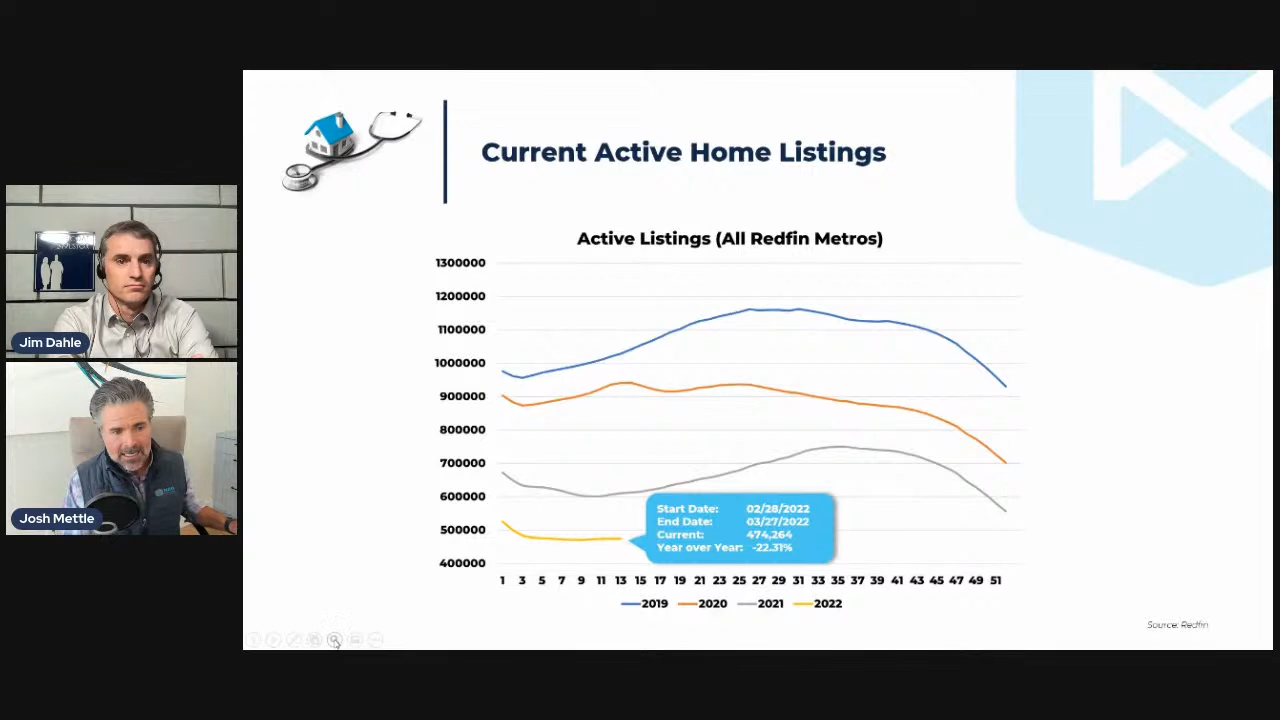 Current Active Home Listings
Active Listings (All Redfin Metros)
1300000
1200000
1100000
1000000
900000
800000
700000
600000
500000
400000
Start Date: 02/28/2022
End Date: 03/27/2022
Current: 474,264
Year over Year: -22.31%
1 3 5 7 9 11 13 15 17 19 21 23 25 27 29 31 33 35 37 39 41 43 45 47 49 51
2019 2020 2021 2022
Source: Redfin
INVESTOR
Jim Dahle
Josh Mettle